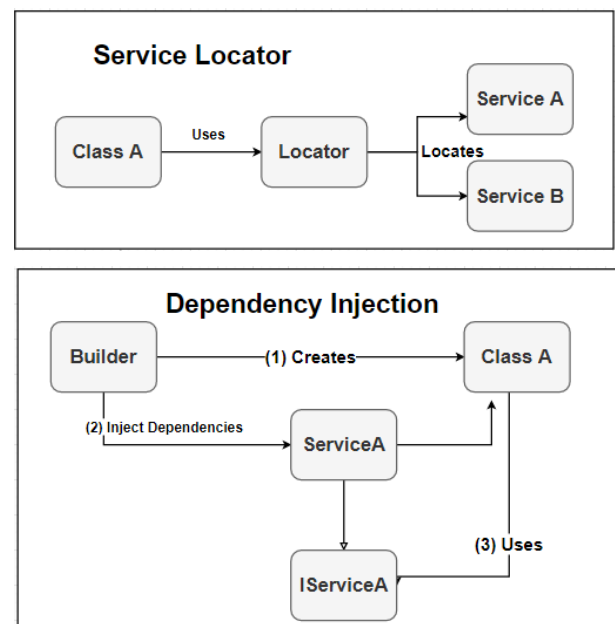 Service Locator
Service A
Class A
Uses
Locator
Locates
Service B
Dependency Injection
Builder
(1) Creates
Class A
(2) Inject Dependencies
ServiceA
(3) Uses
IServiceA